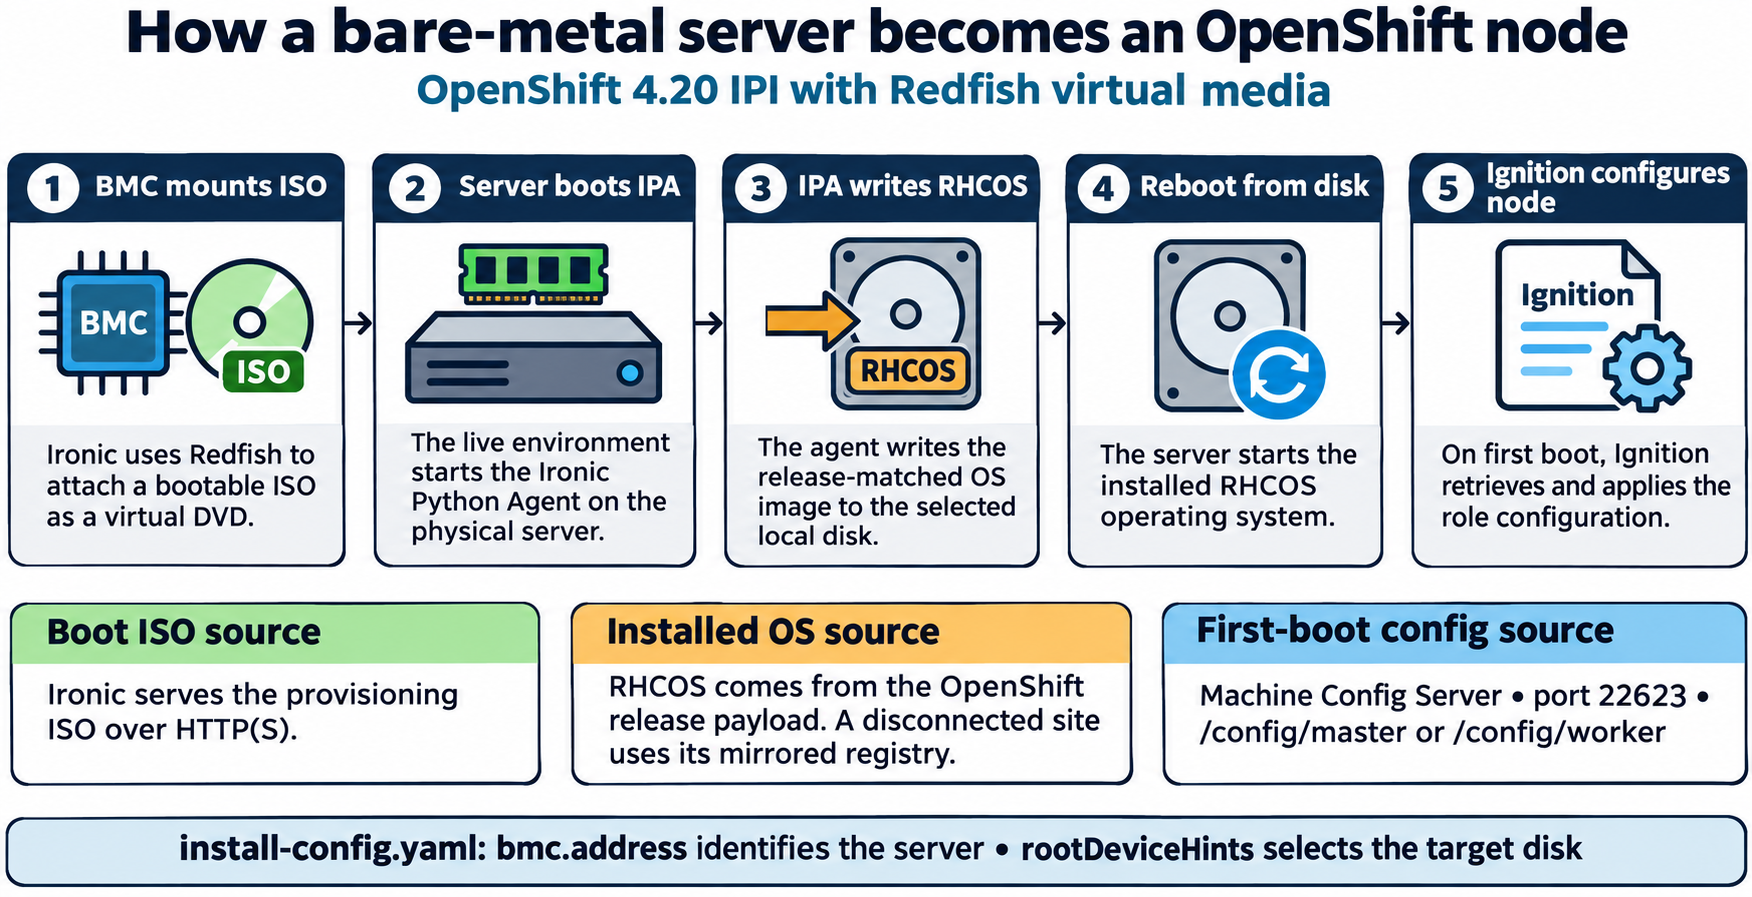 How a bare-metal server becomes an OpenShift node
OpenShift 4.20 IPI with Redfish virtual media
1 BMC mounts ISO
BMC
ISO
Ironic uses Redfish to
attach a bootable ISO
as a virtual DVD.
2 Server boots IPA
The live environment
starts the Ironic
Python Agent on the
physical server.
3 IPA writes RHCOS
RHCOS
The agent writes the
release-matched OS
image to the selected
local disk.
4 Reboot from disk
The server starts the
installed RHCOS
operating system.
5 Ignition configures
node
Ignition
On first boot, Ignition
retrieves and applies the
role configuration.
Boot ISO source
Ironic serves the provisioning
ISO over HTTP(S).
Installed OS source
RHCOS comes from the OpenShift
release payload. A disconnected site
uses its mirrored registry.
First-boot config source
Machine Config Server • port 22623 •
/config/master or /config/worker
install-config.yaml: bmc.address identifies the server • rootDeviceHints selects the target disk